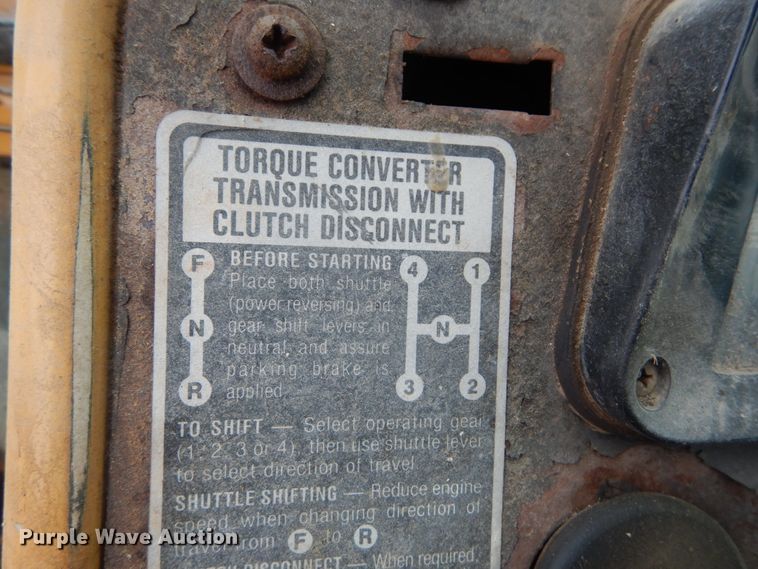 TORQUE CONVERTER
TRANSMISSION WITH
CLUTCH DISCONNECT
F
N
R
BEFORE STARTING
Place both shuttle
(power reversing) and
gear shift levers in
neutral and assure
parking brake is
applied.
4 1
N
3 2
TO SHIFT — Select operating gear
(1, 2, 3 or 4), then use shuttle lever
to select direction of travel.
SHUTTLE SHIFTING — Reduce engine
speed when changing direction of
travel from F to R
DISCONNECT — When required,
Purple Wave Auction